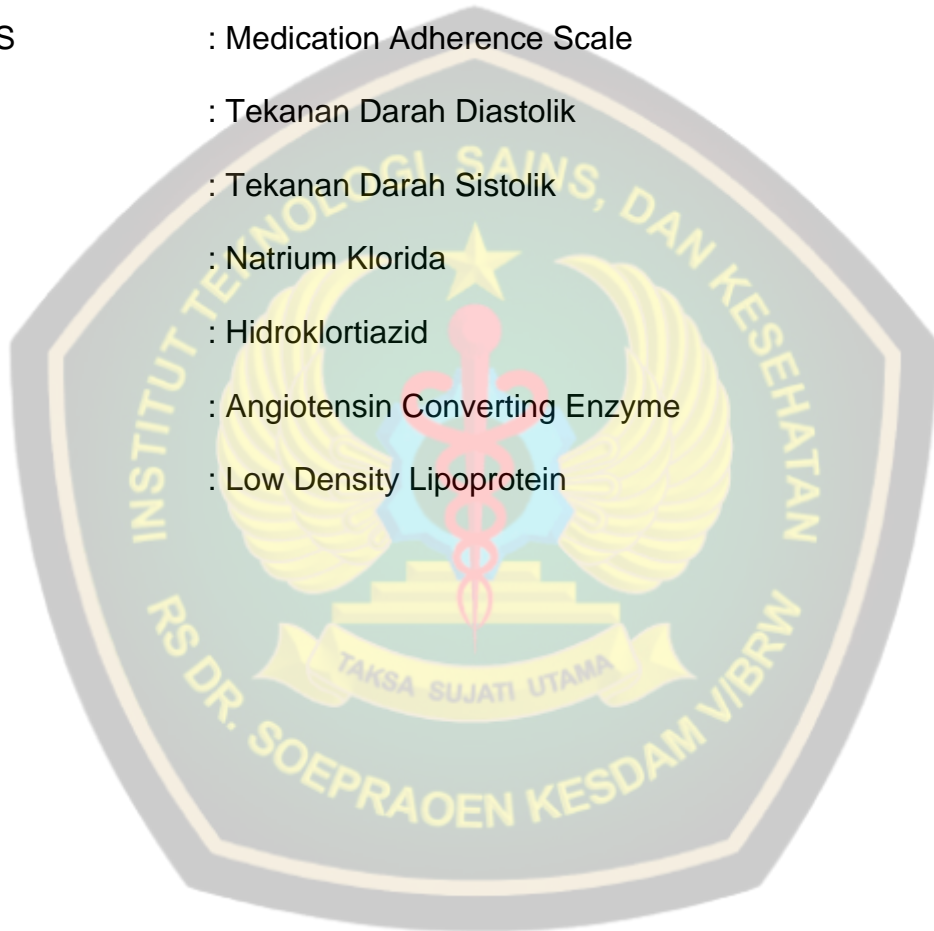 S : Medication Adherence Scale
: Tekanan Darah Diastolik
: Tekanan Darah Sistolik
: Natrium Klorida
: Hidroklortiazid
: Angiotensin Converting Enzyme
: Low Density Lipoprotein
INSTITUT TEKNOLOGI, SAINS, DAN KESEHATAN
TAKSA SUJATI UTAMA
RS DR. SOEPRAOEN KESDAM V/BRW